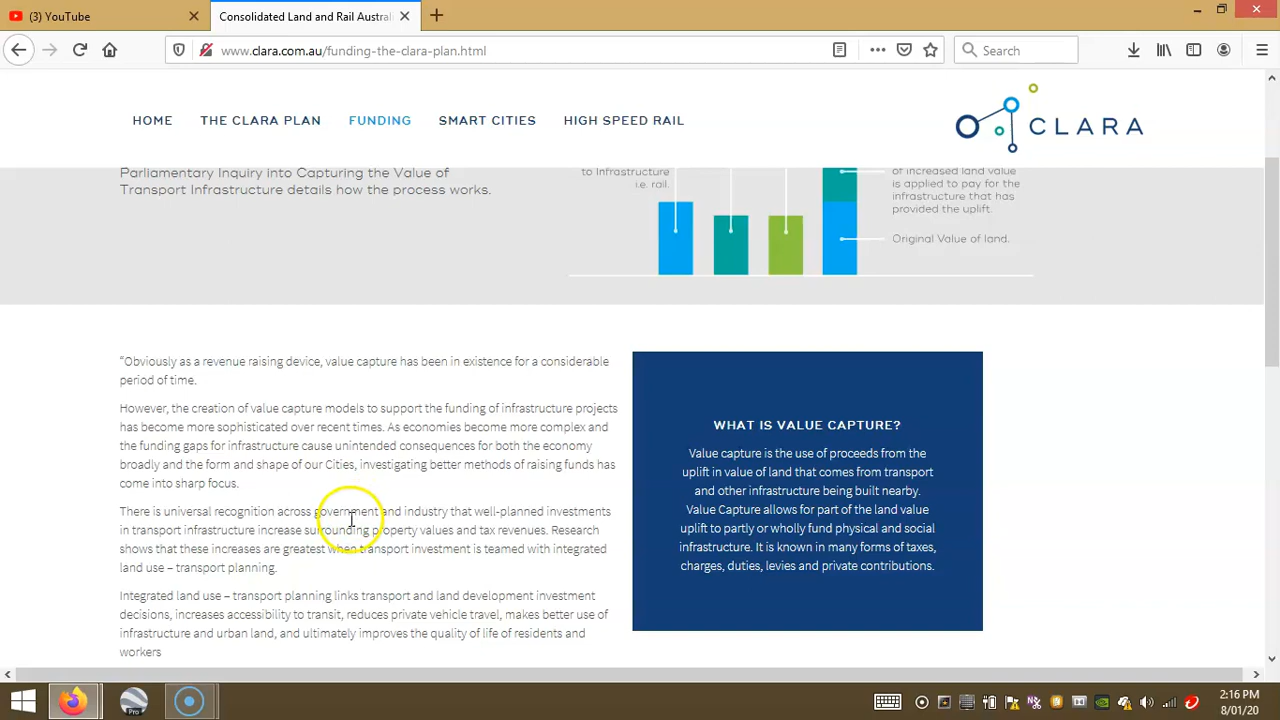 (3) YouTube
Consolidated Land and Rail Austral
www.clara.com.au/funding-the-clara-plan.html
Search
HOME
THE CLARA PLAN
FUNDING
SMART CITIES
HIGH SPEED RAIL
CLARA
Parliamentary Inquiry into Capturing the Value of
Transport Infrastructure details how the process works.
to Infrastructure
i.e. rail.
of increased land value
is applied to pay for the
infrastructure that has
provided the uplift.
Original Value of land.
“Obviously as a revenue raising device, value capture has been in existence for a considerable
period of time.
However, the creation of value capture models to support the funding of infrastructure projects
has become more sophisticated over recent times. As economies become more complex and
the funding gaps for infrastructure cause unintended consequences for both the economy
broadly and the form and shape of our Cities, investigating better methods of raising funds has
come into sharp focus.
There is universal recognition across government and industry that well-planned investments
in transport infrastructure increase surrounding property values and tax revenues. Research
shows that these increases are greatest when transport investment is teamed with integrated
land use – transport planning.
Integrated land use – transport planning links transport and land development investment
decisions, increases accessibility to transit, reduces private vehicle travel, makes better use of
infrastructure and urban land, and ultimately improves the quality of life of residents and
workers
WHAT IS VALUE CAPTURE?
Value capture is the use of proceeds from the
uplift in value of land that comes from transport
and other infrastructure being built nearby.
Value Capture allows for part of the land value
uplift to partly or wholly fund physical and social
infrastructure. It is known in many forms of taxes,
charges, duties, levies and private contributions.
Pro
2:16 PM
8/01/20